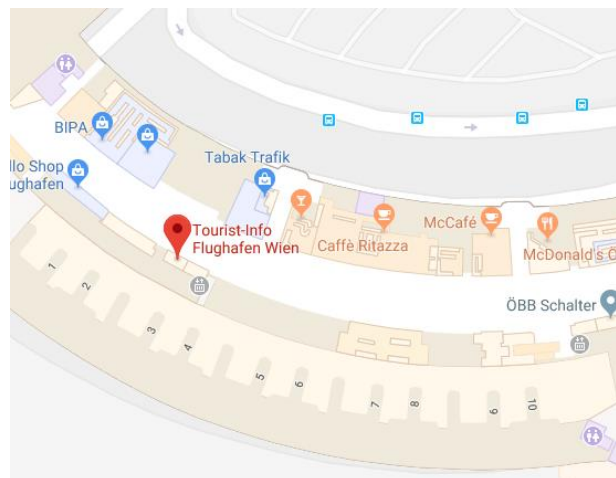 BIPA
llo Shop
lughafen
Tabak Trafik
Tourist-Info
Flughafen Wien
Caffè Ritazza
McCafé
McDonald's C
ÖBB Schalter
1
2
3
4
5
6
7
8
9
10